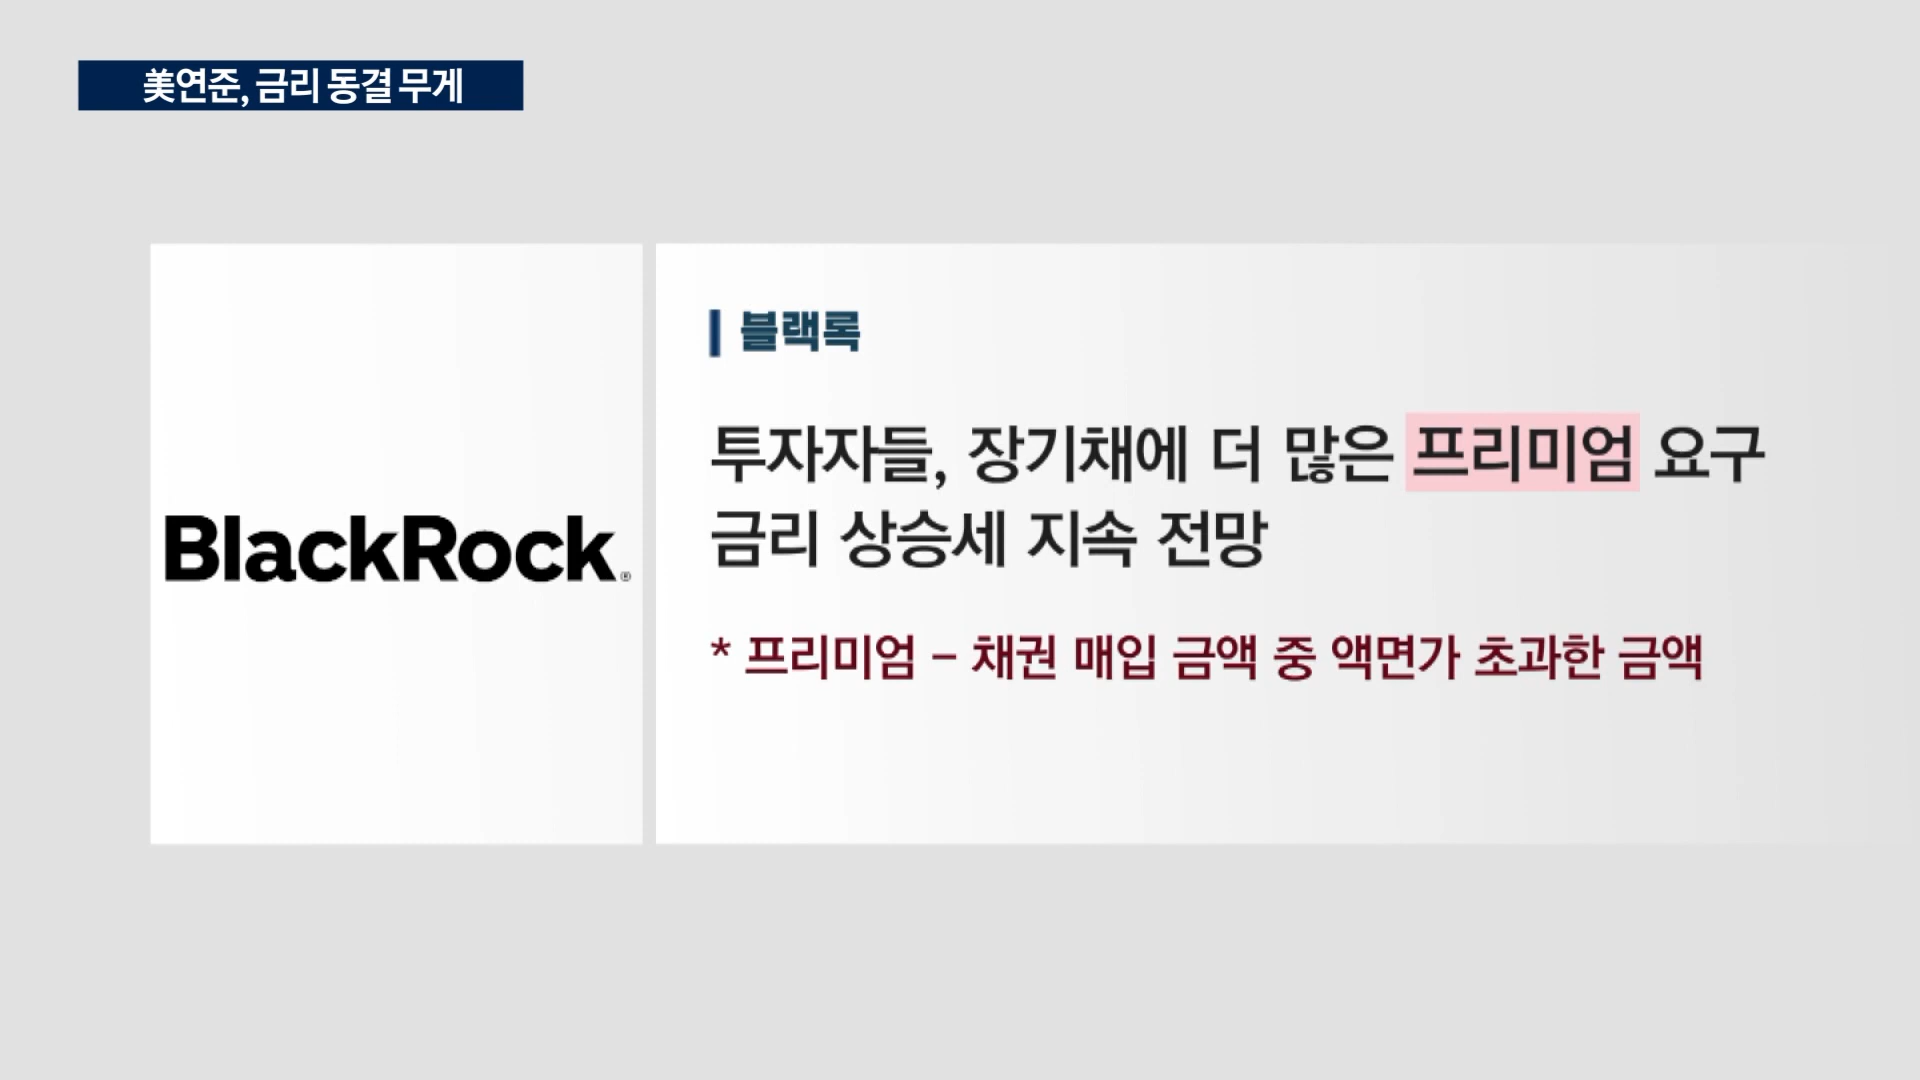 美연준, 금리 동결 무게
BlackRock®
블랙록
투자자들, 장기채에 더 많은 프리미엄 요구
금리 상승세 지속 전망
* 프리미엄 - 채권 매입 금액 중 액면가 초과한 금액